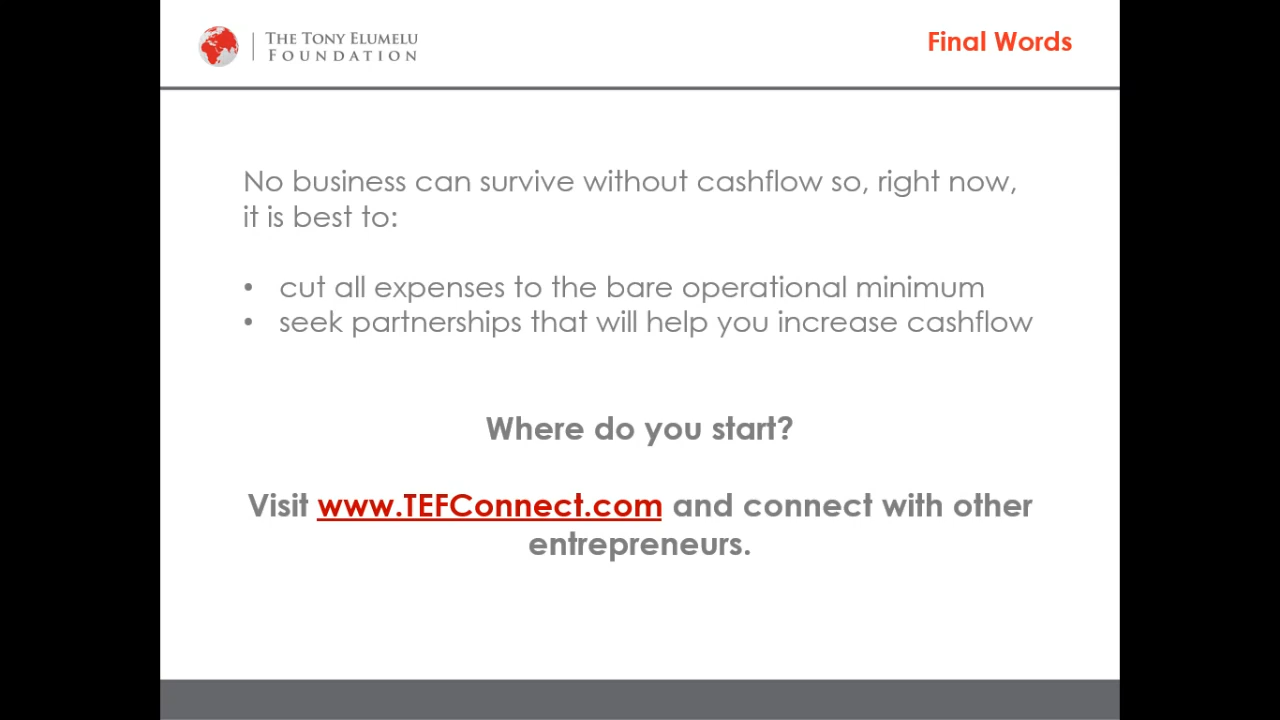 THE TONY ELUMELU
FOUNDATION
Final Words
No business can survive without cashflow so, right now,
it is best to:
• cut all expenses to the bare operational minimum
• seek partnerships that will help you increase cashflow
Where do you start?
Visit www.TEFConnect.com and connect with other
entrepreneurs.